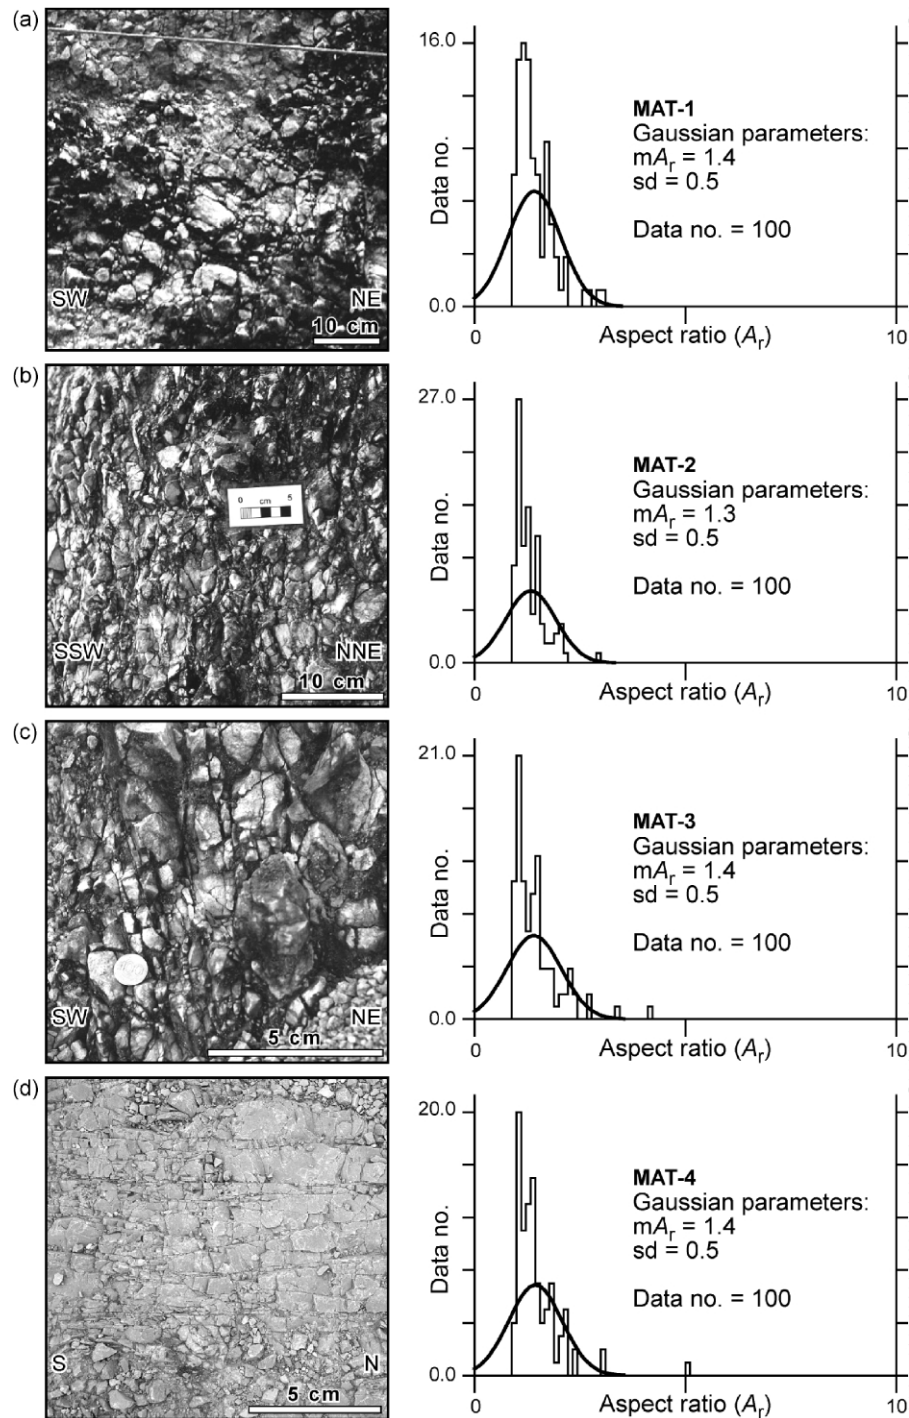 (a)
SW
NE
10 cm
16.0
Data no.
0.0
0
Aspect ratio (Aᵣ)
10
MAT-1
Gaussian parameters:
mAᵣ = 1.4
sd = 0.5
Data no. = 100
(b)
0 cm 5
SSW
NNE
10 cm
27.0
Data no.
0.0
0
Aspect ratio (Aᵣ)
10
MAT-2
Gaussian parameters:
mAᵣ = 1.3
sd = 0.5
Data no. = 100
(c)
SW
NE
5 cm
21.0
Data no.
0.0
0
Aspect ratio (Aᵣ)
10
MAT-3
Gaussian parameters:
mAᵣ = 1.4
sd = 0.5
Data no. = 100
(d)
S
N
5 cm
20.0
Data no.
0.0
0
Aspect ratio (Aᵣ)
10
MAT-4
Gaussian parameters:
mAᵣ = 1.4
sd = 0.5
Data no. = 100